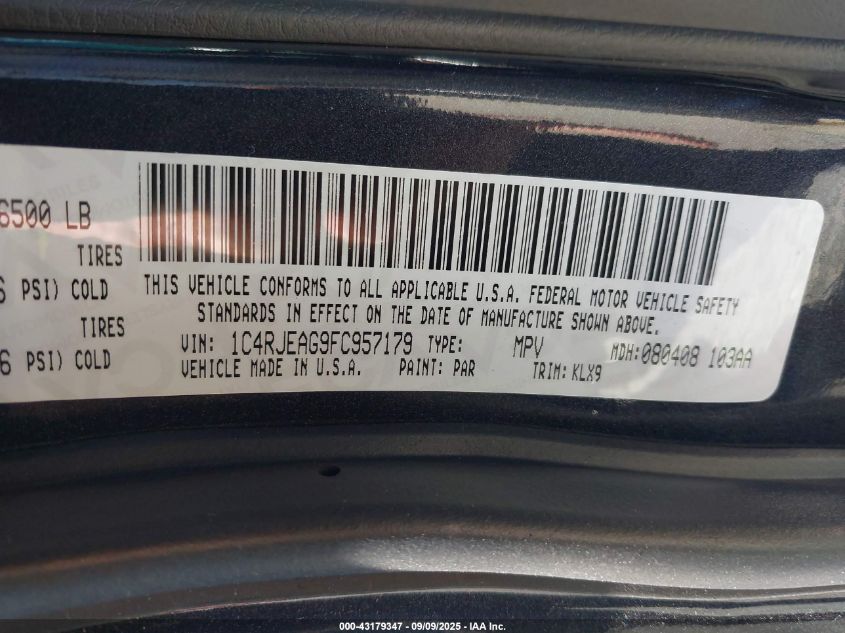 6500 LB
TIRES
PSI) COLD
TIRES
6 PSI) COLD
THIS VEHICLE CONFORMS TO ALL APPLICABLE U.S.A. FEDERAL MOTOR VEHICLE SAFETY
STANDARDS IN EFFECT ON THE DATE OF MANUFACTURE SHOWN ABOVE.
VIN: 1C4RJEAG9FC957179 TYPE: MPV MDH:080408 103AA
VEHICLE MADE IN U.S.A. PAINT: PAR TRIM: KLX9
000-43179347 - 09/09/2025 - IAA Inc.